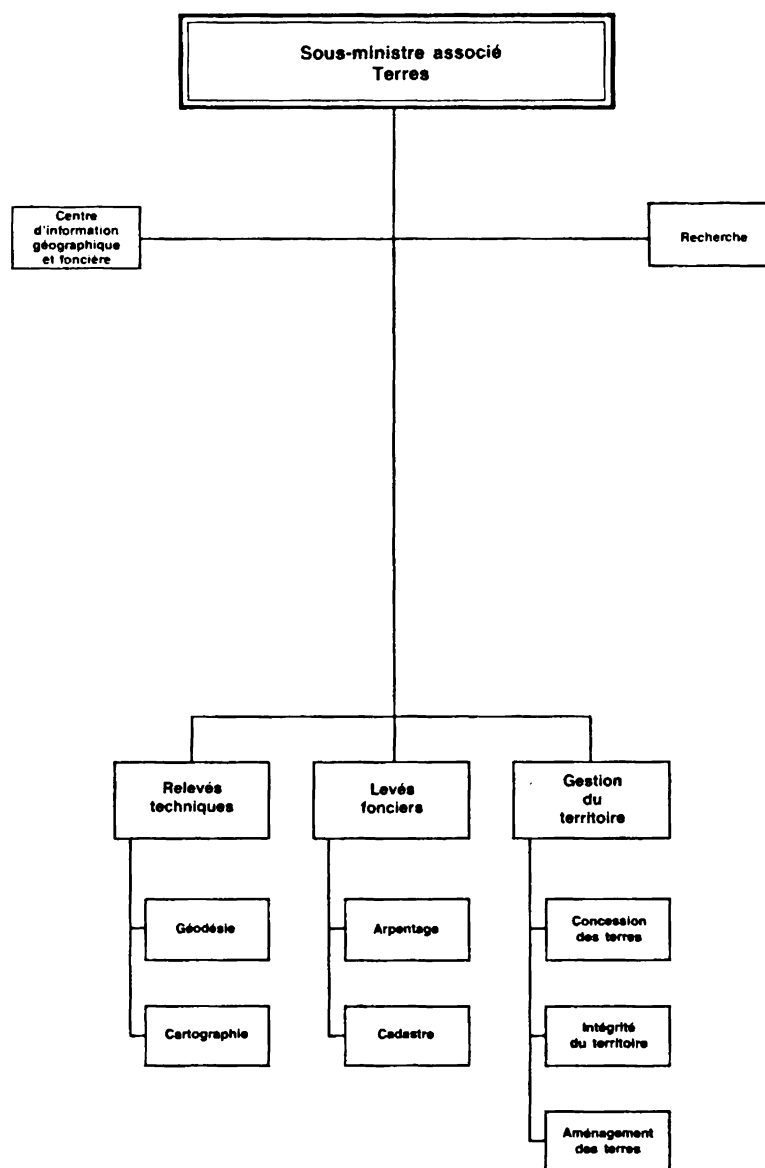 Sous-ministre associé
Terres
Centre
d'information
géographique
et foncière
Recherche
Relevés
techniques
Levés
fonciers
Gestion
du
territoire
Géodésie
Arpentage
Concession
des terres
Cartographie
Cadastre
Intégrité
du territoire
Aménagement
des terres